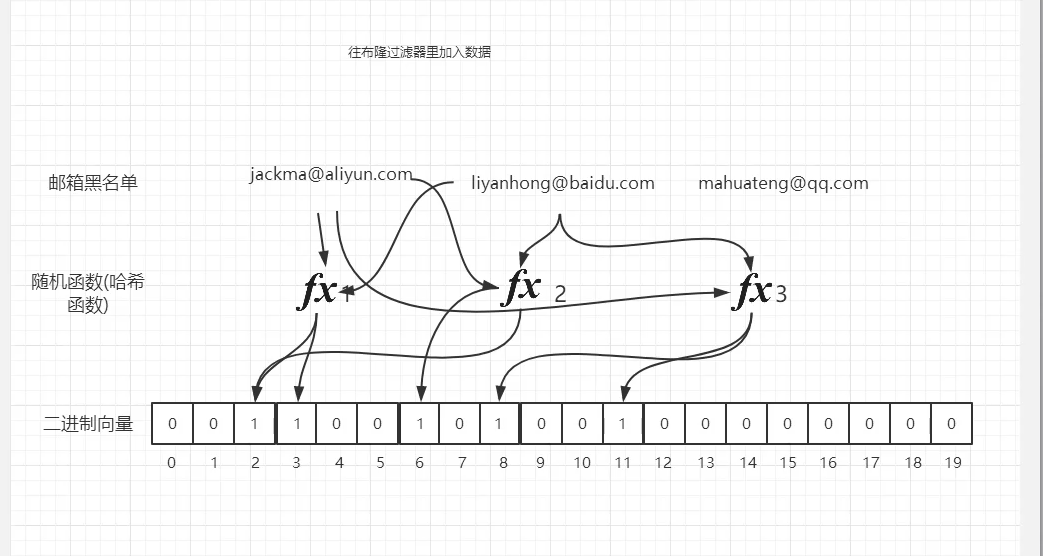 往布隆过滤器里加入数据
邮箱黑名单
jackma@aliyun.com
liyanhong@baidu.com
mahuateng@qq.com
随机函数(哈希
函数)
fx 1
fx 2
fx 3
二进制向量
0 0 1 1 0 0 1 0 1 0 0 1 0 0 0 0 0 0 0 0
0 1 2 3 4 5 6 7 8 9 10 11 12 13 14 15 16 17 18 19